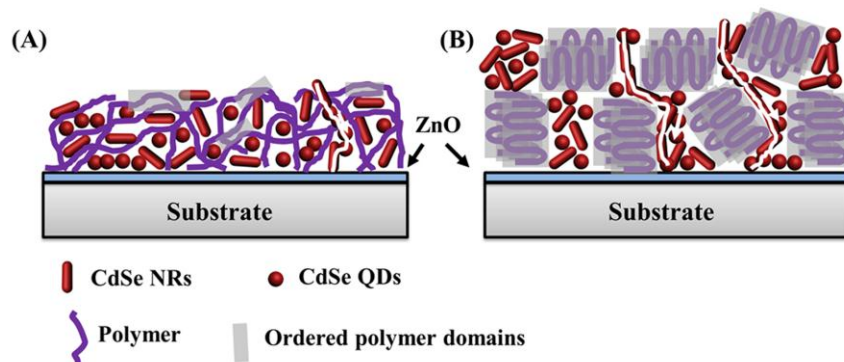 (A)
(B)
ZnO
Substrate
Substrate
CdSe NRs
CdSe QDs
Polymer
Ordered polymer domains